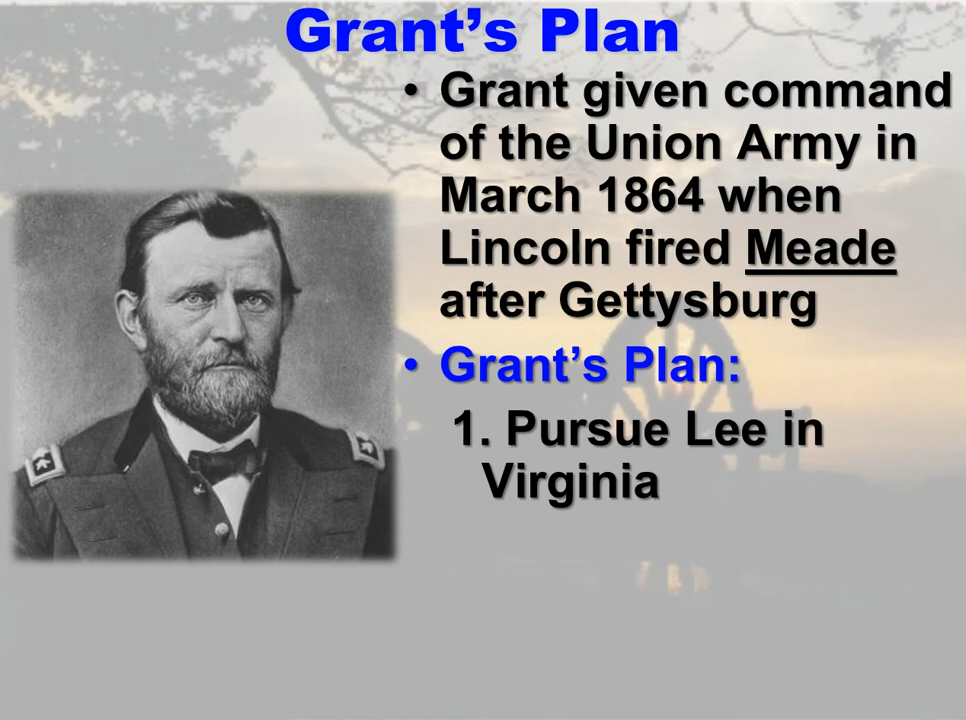 Grant’s Plan
• Grant given command
of the Union Army in
March 1864 when
Lincoln fired Meade
after Gettysburg
• Grant’s Plan:
1. Pursue Lee in
Virginia